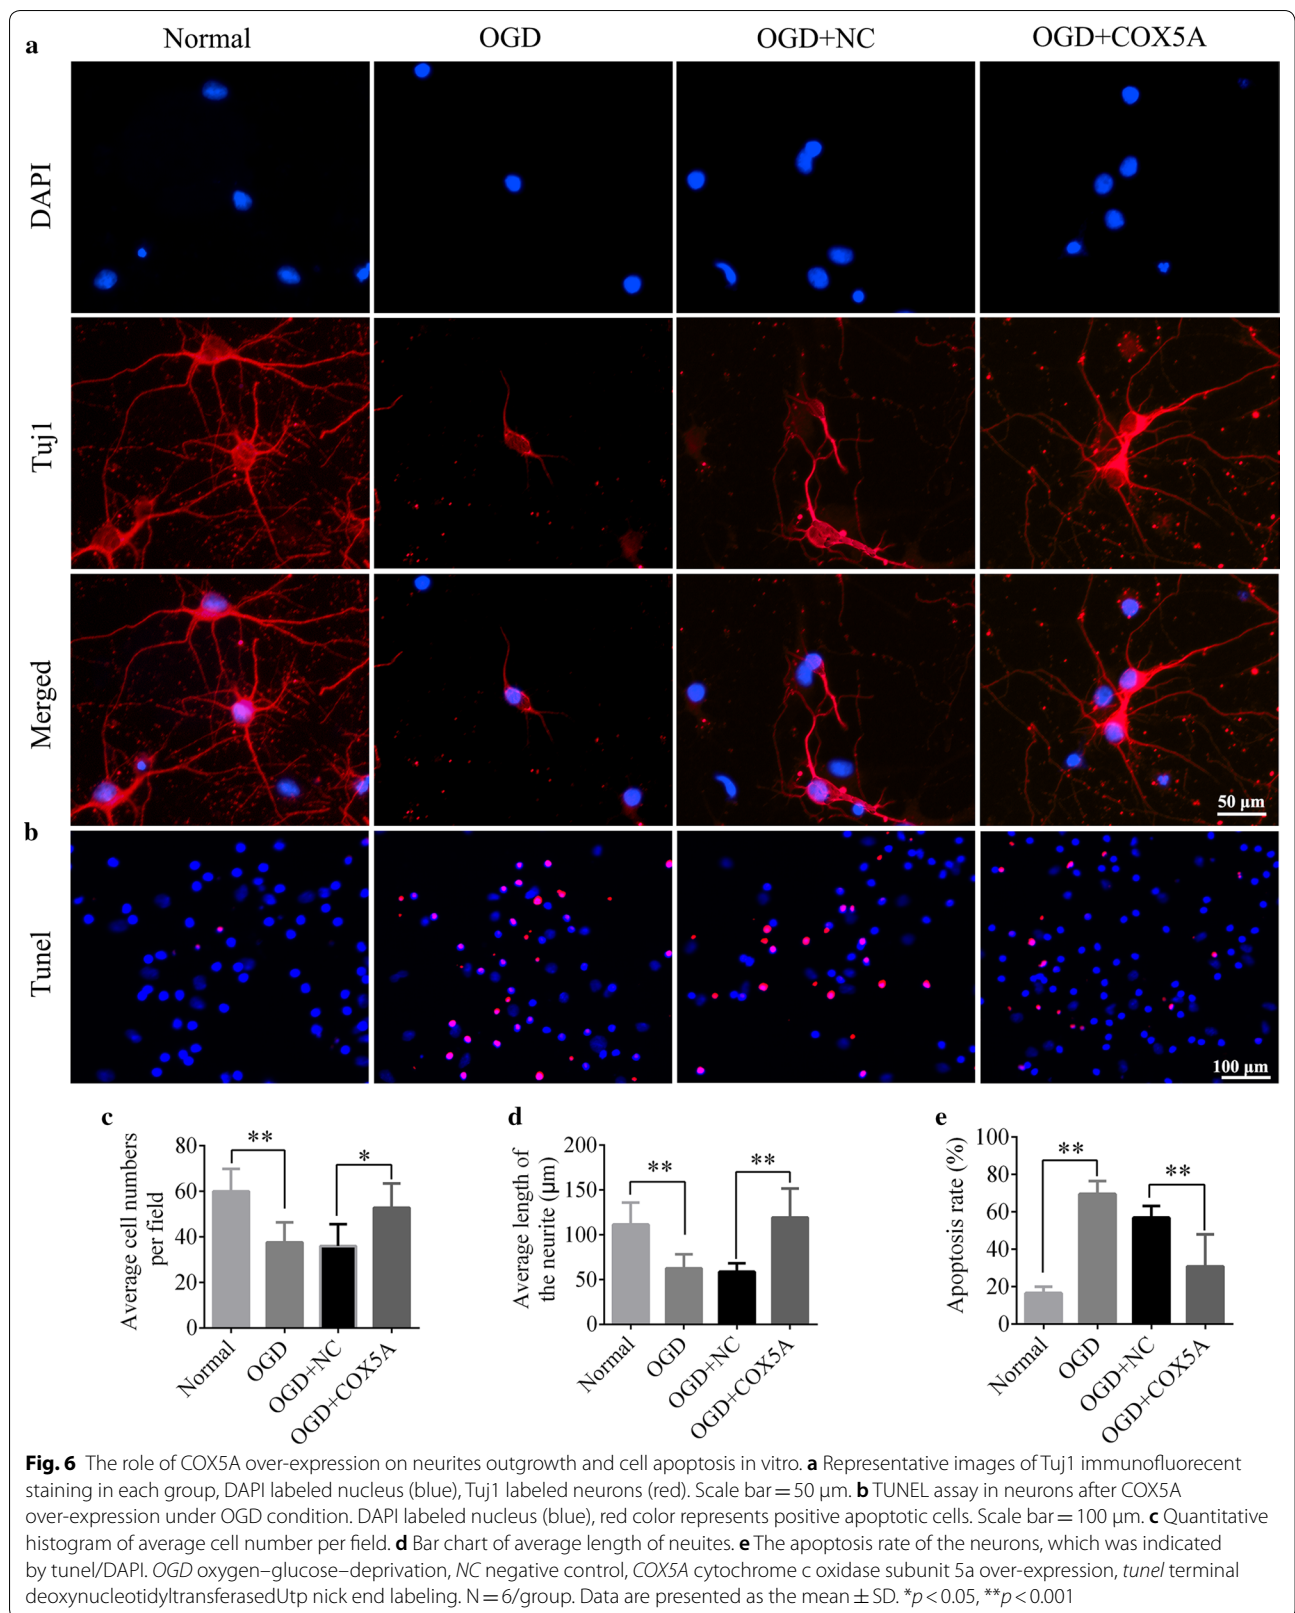 a
Normal
OGD
OGD+NC
OGD+COX5A
DAPI
Tuj1
Merged
50 μm
b
Tunel
100 μm
c
Average cell numbers
per field
80
60
40
20
0
**
*
Normal
OGD
OGD+NC
OGD+COX5A
d
Average length of
the neurite (μm)
200
150
100
50
0
**
**
Normal
OGD
OGD+NC
OGD+COX5A
e
Apoptosis rate (%)
100
80
60
40
20
0
**
**
Normal
OGD
OGD+NC
OGD+COX5A
Fig. 6 The role of COX5A over-expression on neurites outgrowth and cell apoptosis in vitro. a Representative images of Tuj1 immunofluorecent
staining in each group, DAPI labeled nucleus (blue), Tuj1 labeled neurons (red). Scale bar = 50 μm. b TUNEL assay in neurons after COX5A
over-expression under OGD condition. DAPI labeled nucleus (blue), red color represents positive apoptotic cells. Scale bar = 100 μm. c Quantitative
histogram of average cell number per field. d Bar chart of average length of neuites. e The apoptosis rate of the neurons, which was indicated
by tunel/DAPI. OGD oxygen–glucose–deprivation, NC negative control, COX5A cytochrome c oxidase subunit 5a over-expression, tunel terminal
deoxynucleotidyltransferasedUtp nick end labeling. N = 6/group. Data are presented as the mean ± SD. *p < 0.05, **p < 0.001